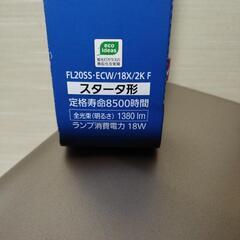 eco
ideas
FL20SS·ECW/18X/2K F
スタータ形
定格寿命8500時間
全光束(明るさ) 1380 lm
ランプ消費電力 18W